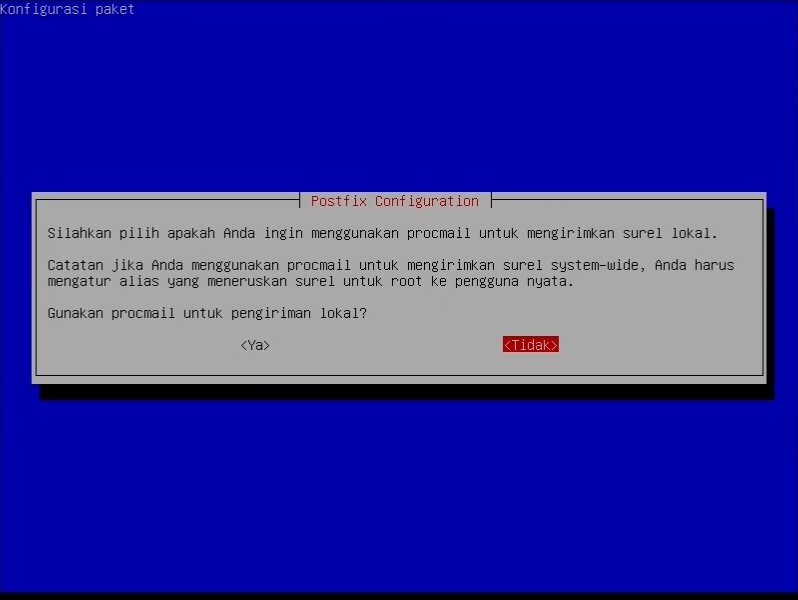 Konfigurasi paket
Postfix Configuration
Silahkan pilih apakah Anda ingin menggunakan procmail untuk mengirimkan surel lokal.
Catatan jika Anda menggunakan procmail untuk mengirimkan surel system-wide, Anda harus
mengatur alias yang meneruskan surel untuk root ke pengguna nyata.
Gunakan procmail untuk pengiriman lokal?
<Ya> <Tidak>